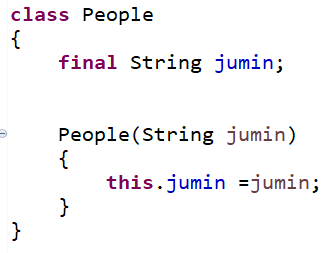 class People
{
    final String jumin;
    People(String jumin)
    {
        this.jumin =jumin;
    }
}